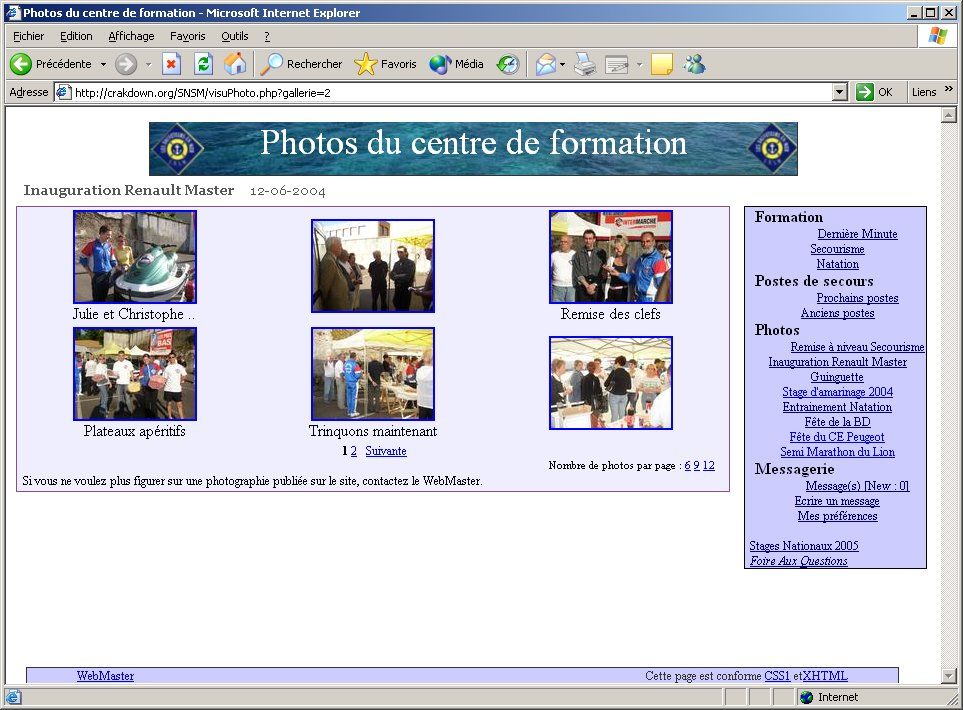 Photos du centre de formation - Microsoft Internet Explorer
Fichier Edition Affichage Favoris Outils ?
Précédente Rechercher Favoris Média
Adresse http://crakdown.org/SNSM/visuPhoto.php?gallerie=2 OK Liens »
Photos du centre de formation
Inauguration Renault Master 12-06-2004
INTERMARCHE
Julie et Christophe ..
Remise des clefs
BAS
Plateaux apéritifs
Trinquons maintenant
1 2 Suivante
Nombre de photos par page : 6 9 12
Si vous ne voulez plus figurer sur une photographie publiée sur le site, contactez le WebMaster.
Formation
Dernière Minute
Secourisme
Natation
Postes de secours
Prochains postes
Anciens postes
Photos
Remise à niveau Secourisme
Inauguration Renault Master
Guinguette
Stage d'amarinage 2004
Entrainement Natation
Fête de la BD
Fête du CE Peugeot
Semi Marathon du Lion
Messagerie
Message(s) [New : 0]
Ecrire un message
Mes préférences
Stages Nationaux 2005
Foire Aux Questions
WebMaster
Cette page est conforme CSS1 etXHTML
Internet